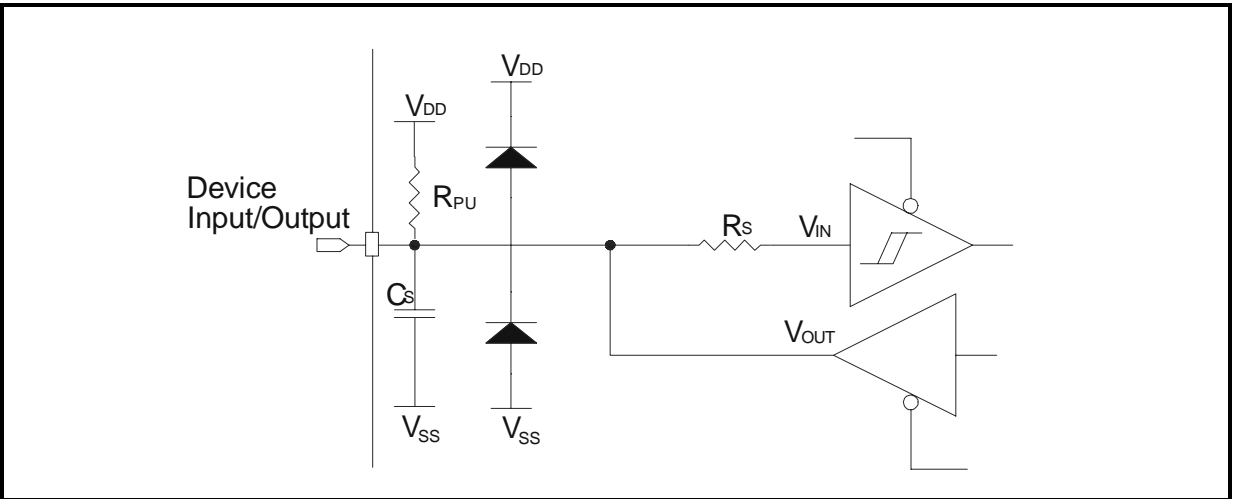 VDD
VDD
Device
Input/Output
RPU
RS
VIN
CS
VOUT
VSS
VSS